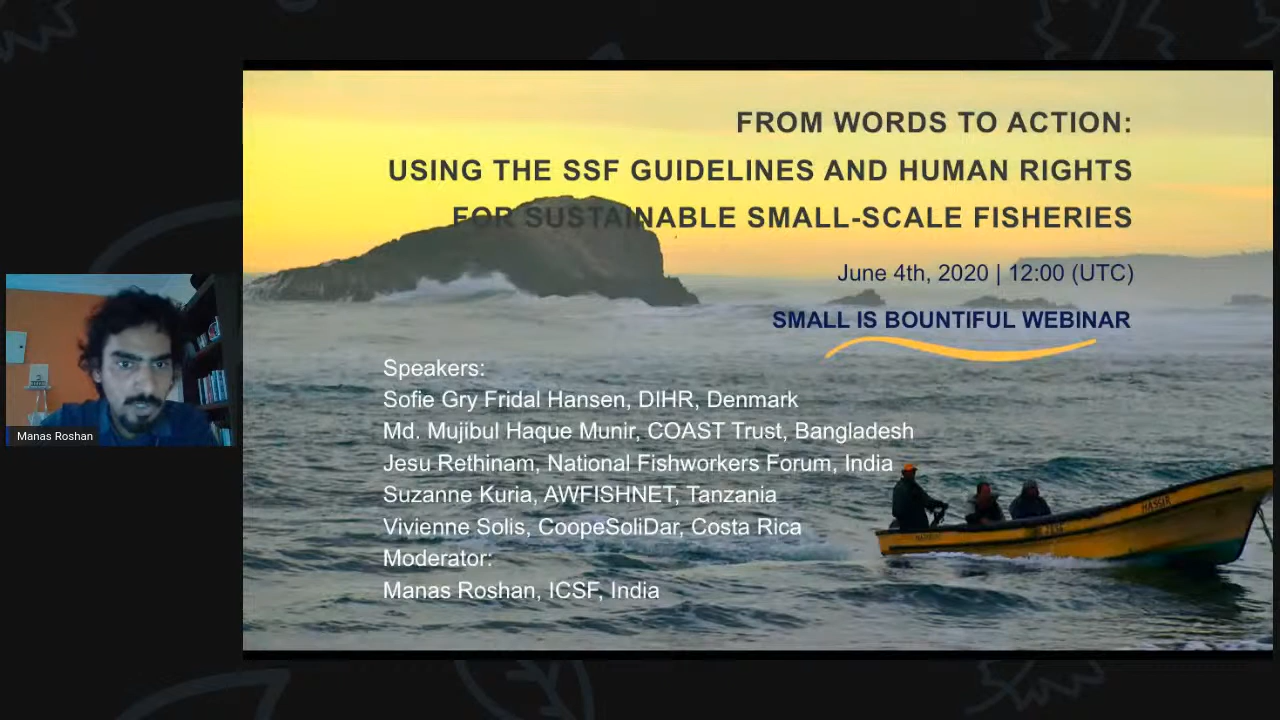 FROM WORDS TO ACTION:
USING THE SSF GUIDELINES AND HUMAN RIGHTS
FOR SUSTAINABLE SMALL-SCALE FISHERIES
June 4th, 2020 | 12:00 (UTC)
SMALL IS BOUNTIFUL WEBINAR
Speakers:
Sofie Gry Fridal Hansen, DIHR, Denmark
Md. Mujibul Haque Munir, COAST Trust, Bangladesh
Jesu Rethinam, National Fishworkers Forum, India
Suzanne Kuria, AWFISHNET, Tanzania
Vivienne Solis, CoopeSoliDar, Costa Rica
Moderator:
Manas Roshan, ICSF, India
Manas Roshan